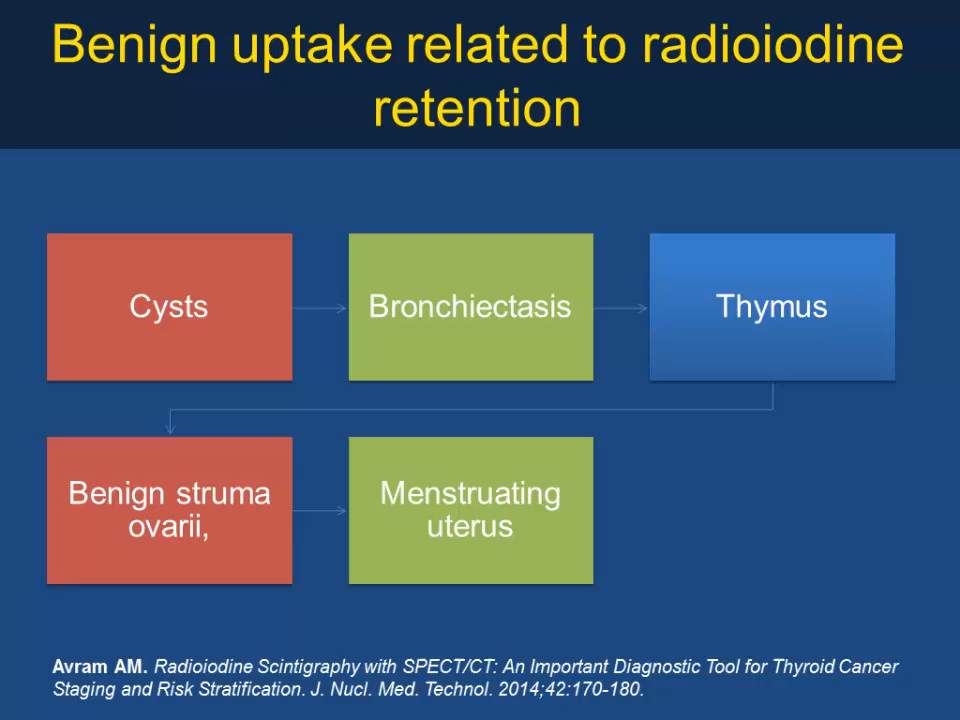 Benign uptake related to radioiodine
retention
Cysts
Bronchiectasis
Thymus
Benign struma
ovarii,
Menstruating
uterus
Avram AM. Radioiodine Scintigraphy with SPECT/CT: An Important Diagnostic Tool for Thyroid Cancer
Staging and Risk Stratification. J. Nucl. Med. Technol. 2014;42:170-180.